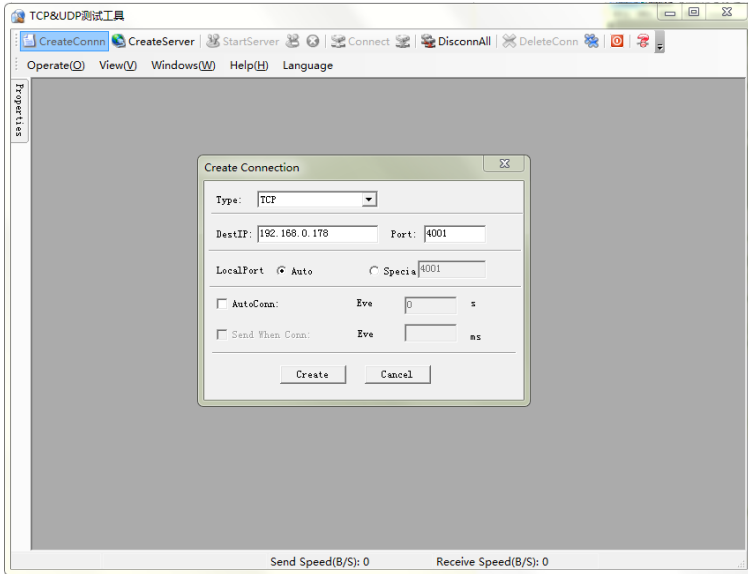 TCP&UDP测试工具
CreateConnn CreateServer StartServer Connect DisconnAll DeleteConn
Operate(O) View(V) Windows(W) Help(H) Language
Properties
Create Connection
Type: TCP
DestIP: 192.168.0.178 Port: 4001
LocalPort Auto Specia 4001
AutoConn: Eve 0 s
Send When Conn: Eve ms
Create Cancel
Send Speed(B/S): 0 Receive Speed(B/S): 0